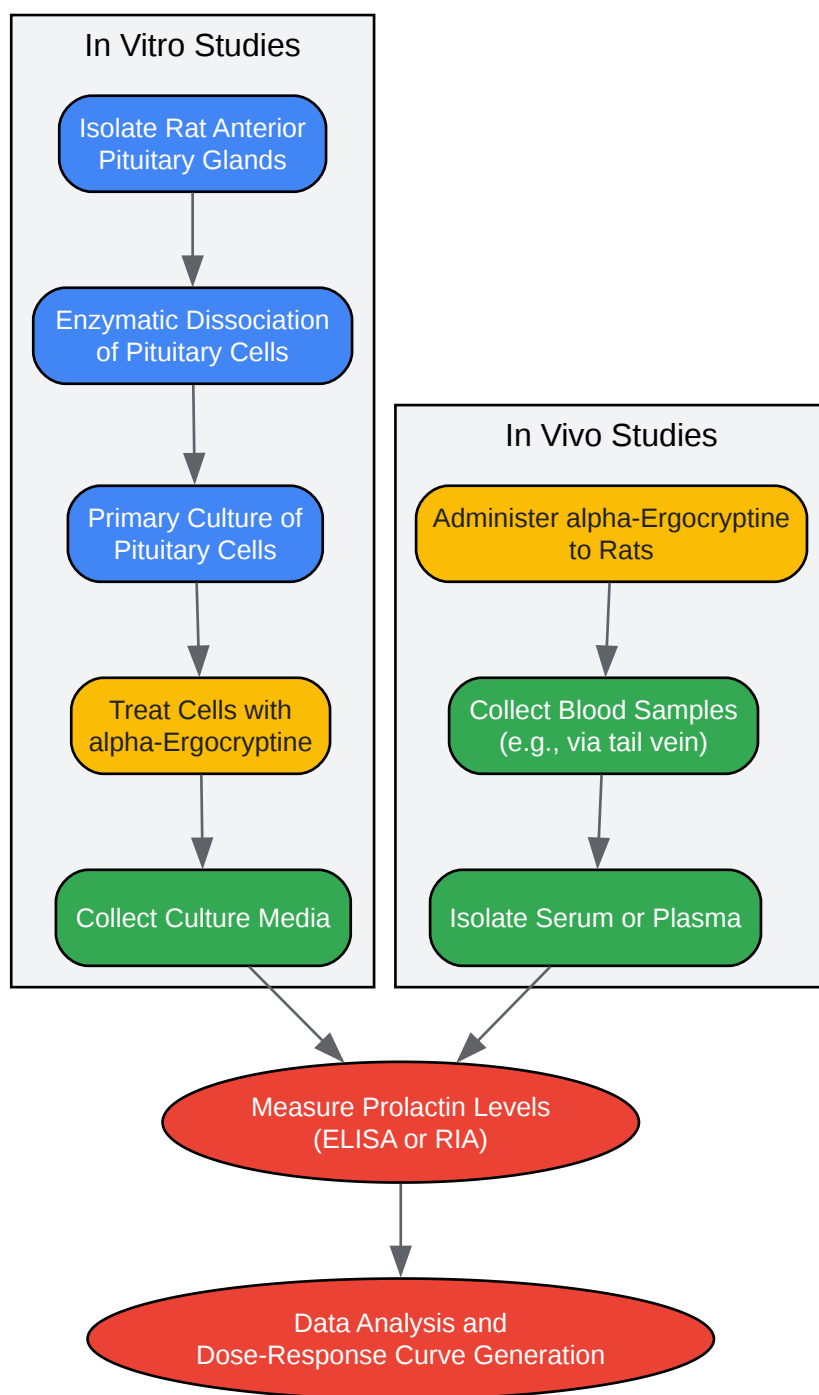 In Vitro Studies
Isolate Rat Anterior
Pituitary Glands
Enzymatic Dissociation
of Pituitary Cells
Primary Culture of
Pituitary Cells
Treat Cells with
alpha-Ergocryptine
Collect Culture Media
In Vivo Studies
Administer alpha-Ergocryptine
to Rats
Collect Blood Samples
(e.g., via tail vein)
Isolate Serum or Plasma
Measure Prolactin Levels
(ELISA or RIA)
Data Analysis and
Dose-Response Curve Generation